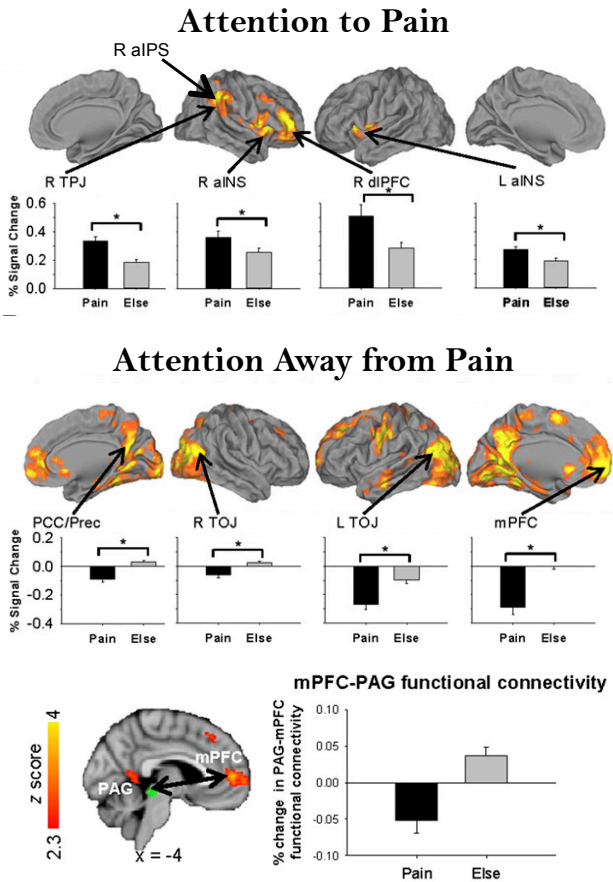 Attention to Pain
R aIPS
R TPJ
R aINS
R dlPFC
L aINS
% Signal Change
0.6
0.4
0.2
0.0
*
*
*
*
Pain Else
Pain Else
Pain Else
Pain Else
Attention Away from Pain
PCC/Prec
R TOJ
L TOJ
mPFC
% Signal Change
0.2
0.0
-0.2
-0.4
*
*
*
*
Pain Else
Pain Else
Pain Else
Pain Else
z score
4
2.3
PAG
mPFC
x = -4
mPFC-PAG functional connectivity
% change in PAG-mPFC
functional connectivity
0.10
0.05
0.00
-0.05
-0.10
Pain Else